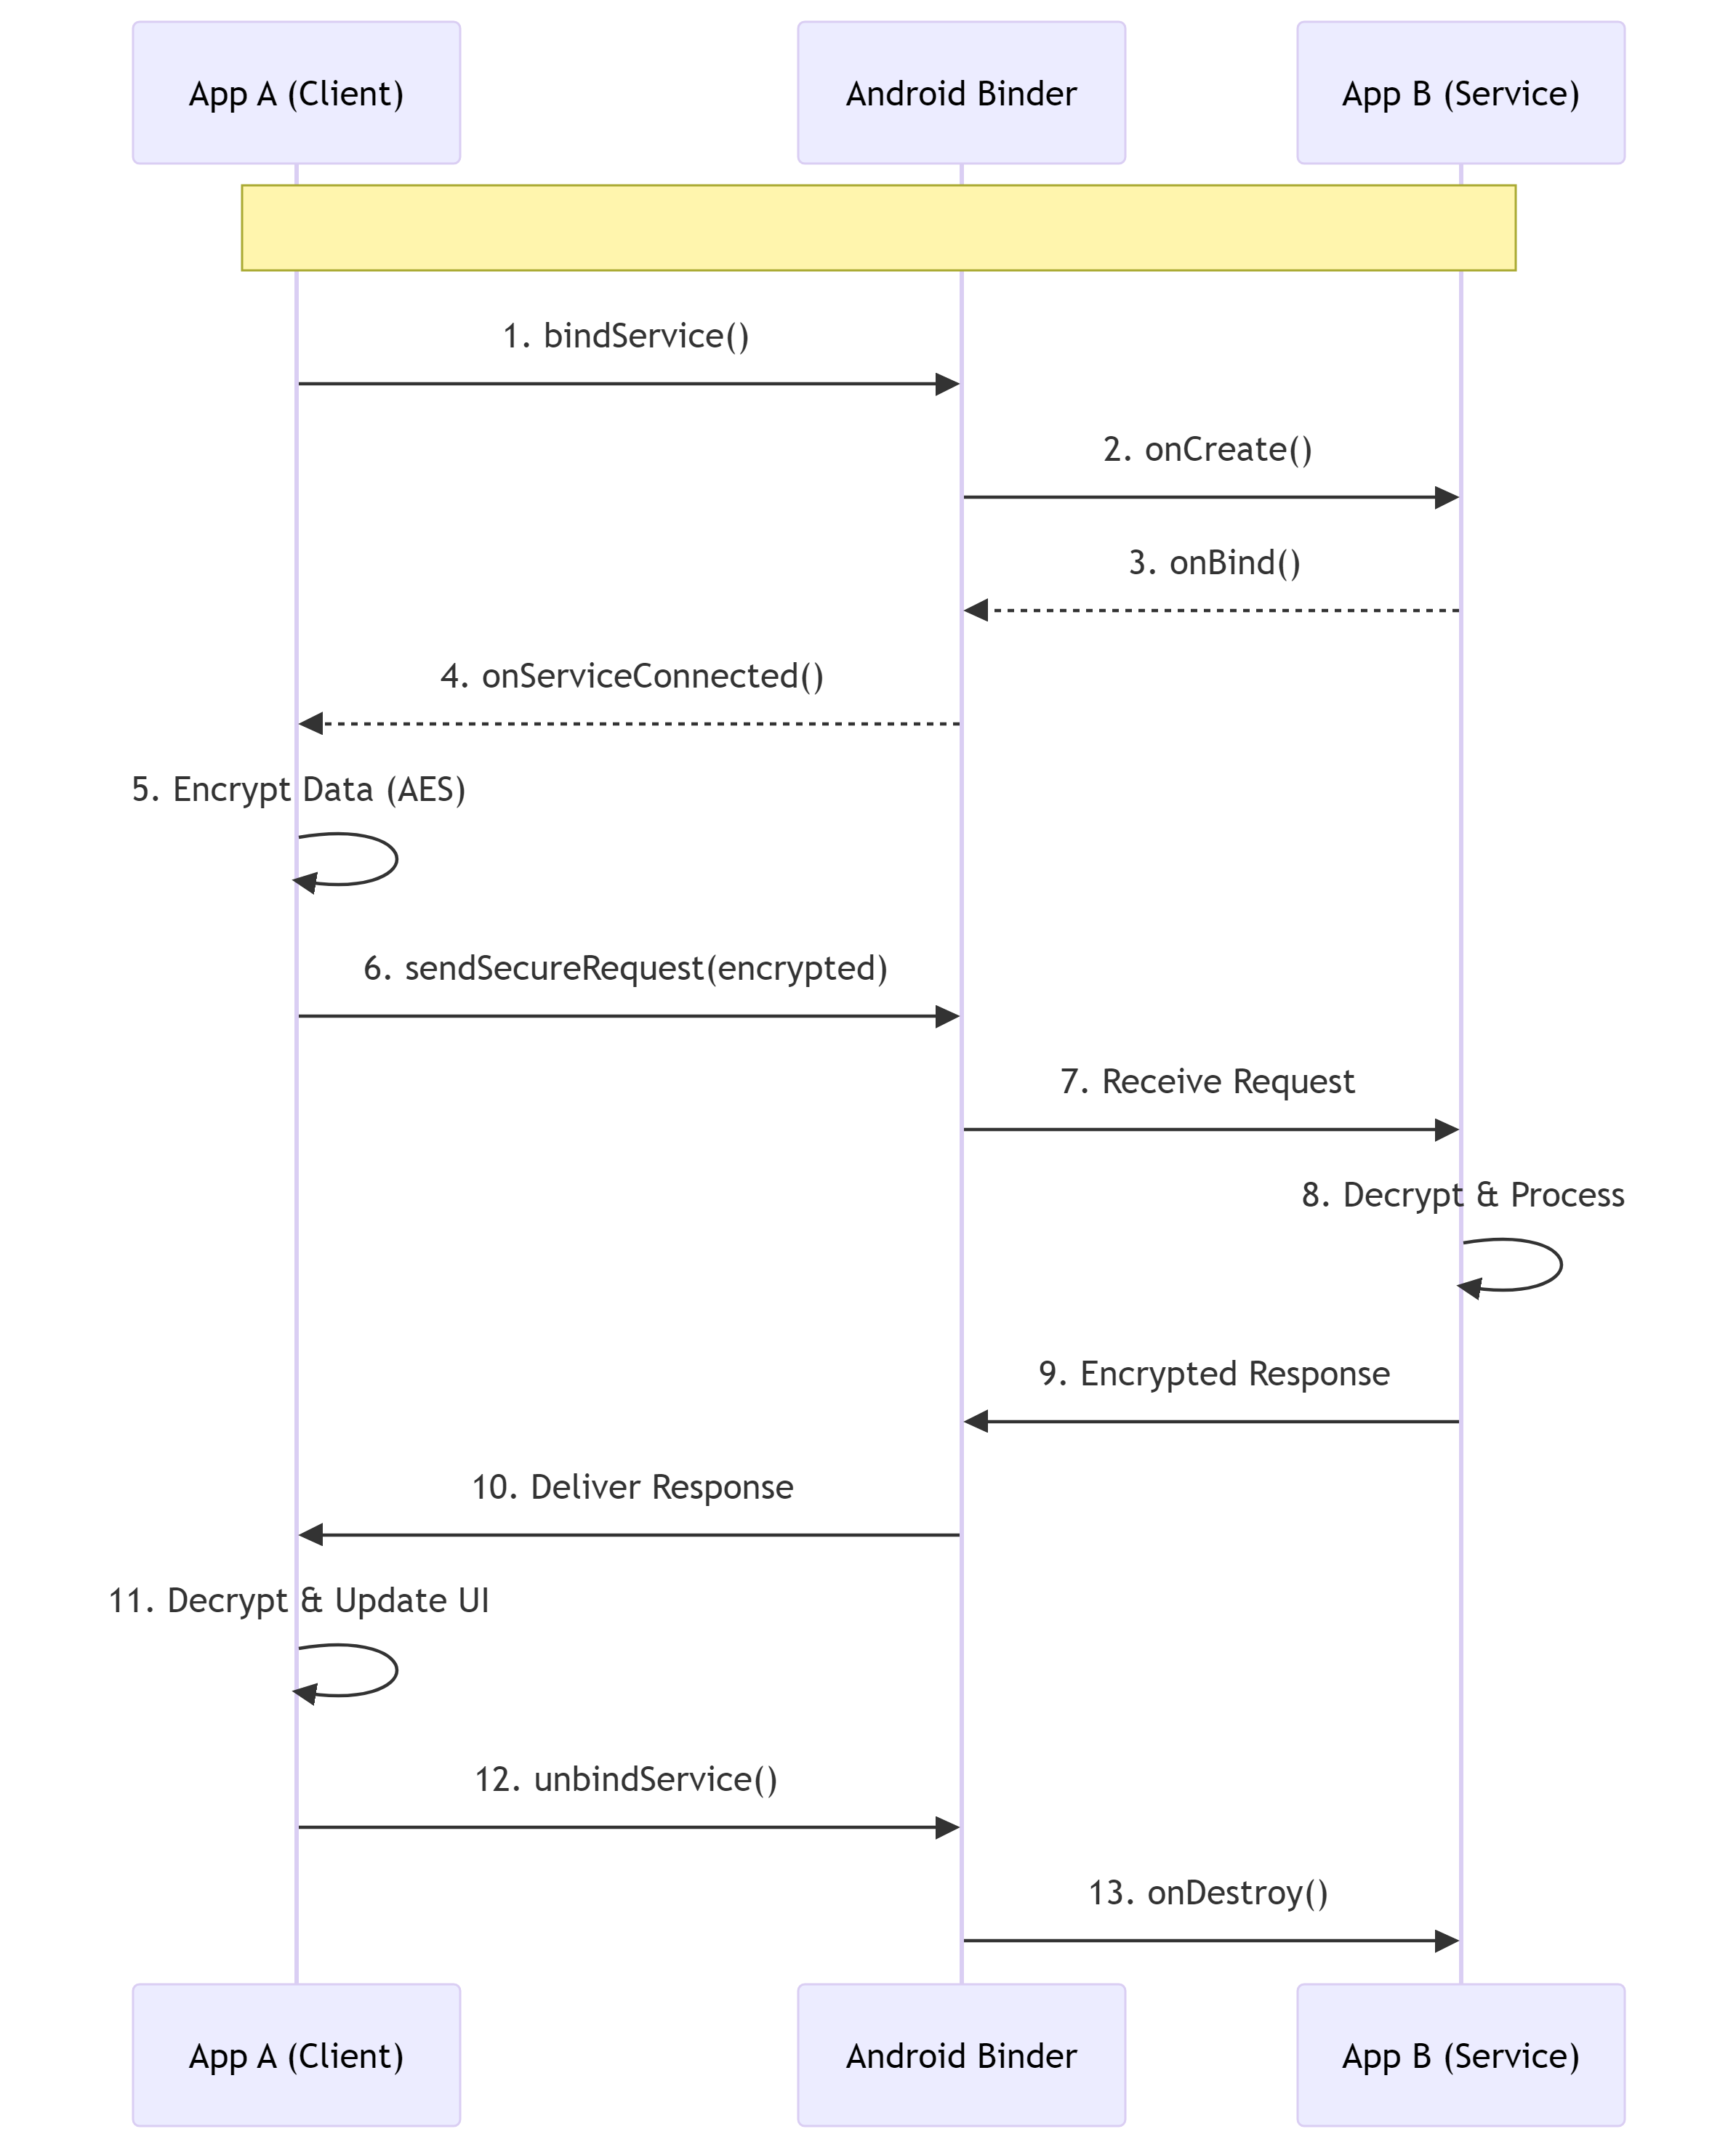 App A (Client)
Android Binder
App B (Service)
1. bindService()
2. onCreate()
3. onBind()
4. onServiceConnected()
5. Encrypt Data (AES)
6. sendSecureRequest(encrypted)
7. Receive Request
8. Decrypt & Process
9. Encrypted Response
10. Deliver Response
11. Decrypt & Update UI
12. unbindService()
13. onDestroy()
App A (Client)
Android Binder
App B (Service)